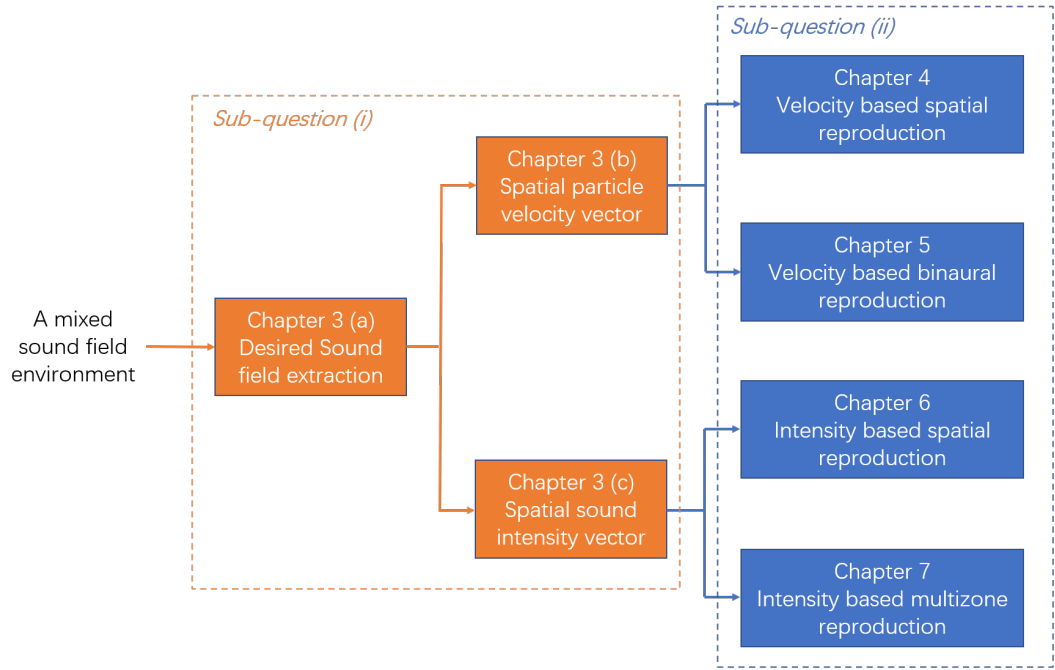 Sub-question (ii)
Chapter 4
Velocity based spatial
reproduction
Sub-question (i)
Chapter 3 (b)
Spatial particle
velocity vector
Chapter 5
Velocity based binaural
reproduction
A mixed
sound field
environment
Chapter 3 (a)
Desired Sound
field extraction
Chapter 6
Intensity based spatial
reproduction
Chapter 3 (c)
Spatial sound
intensity vector
Chapter 7
Intensity based multizone
reproduction